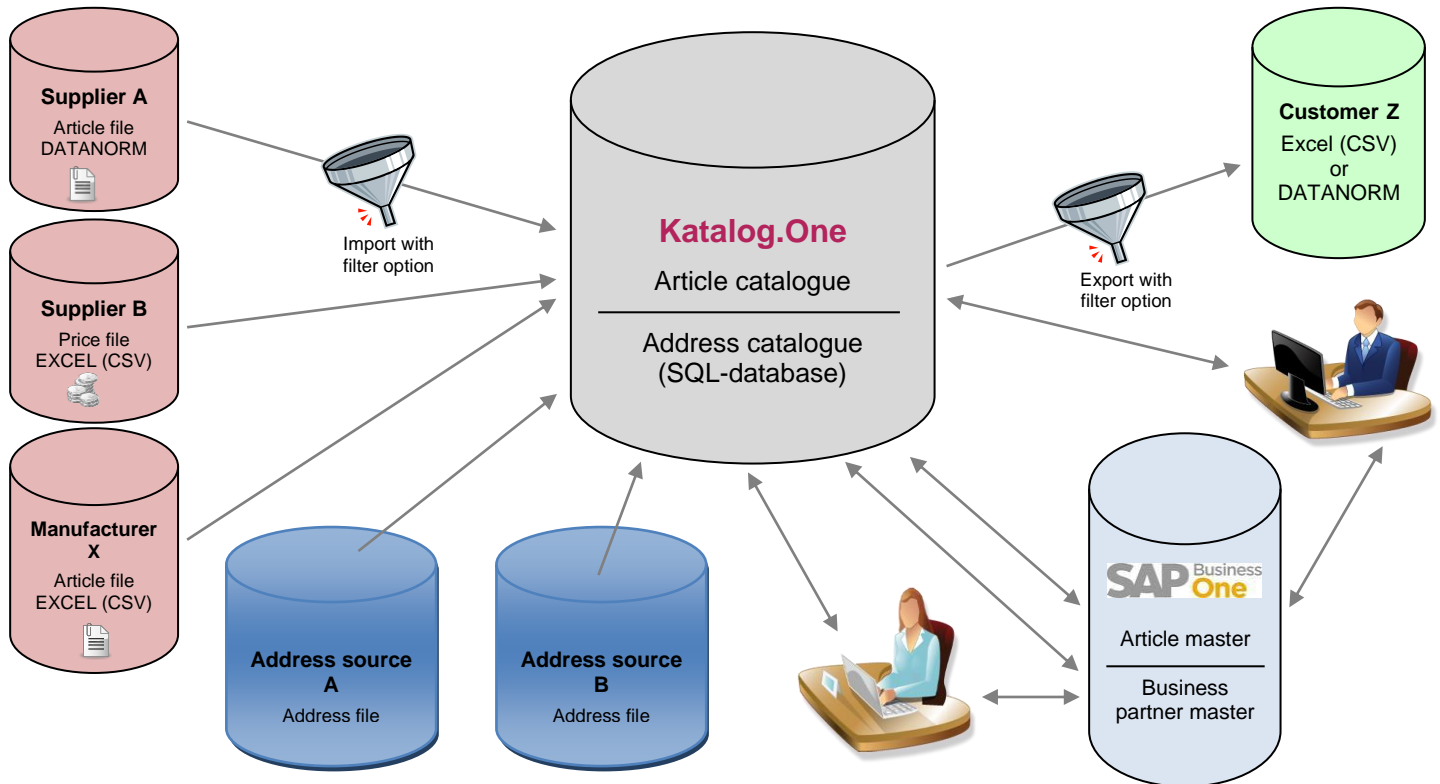 Supplier A
Article file
DATANORM
Supplier B
Price file
EXCEL (CSV)
Manufacturer
X
Article file
EXCEL (CSV)
Import with
filter option
Address source
A
Address file
Address source
B
Address file
Katalog.One
Article catalogue
Address catalogue
(SQL-database)
Export with
filter option
Customer Z
Excel (CSV)
or
DATANORM
SAP Business
One
Article master
Business
partner master